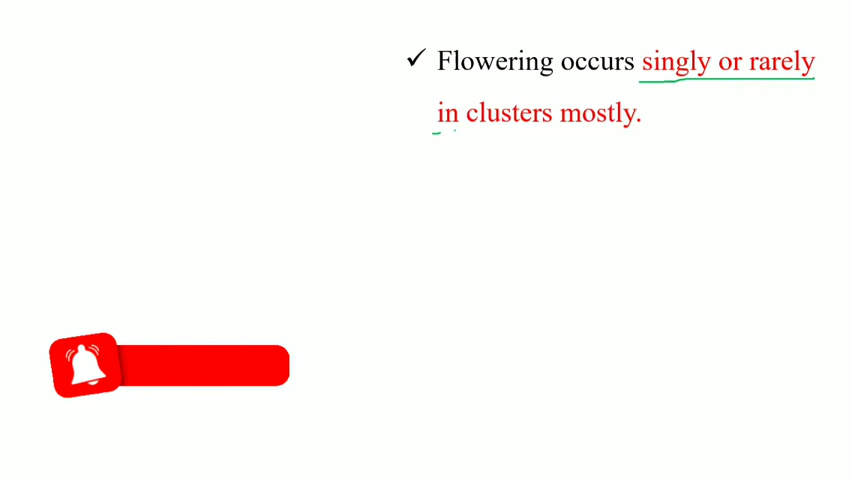 ✓ Flowering occurs singly or rarely
in clusters mostly.